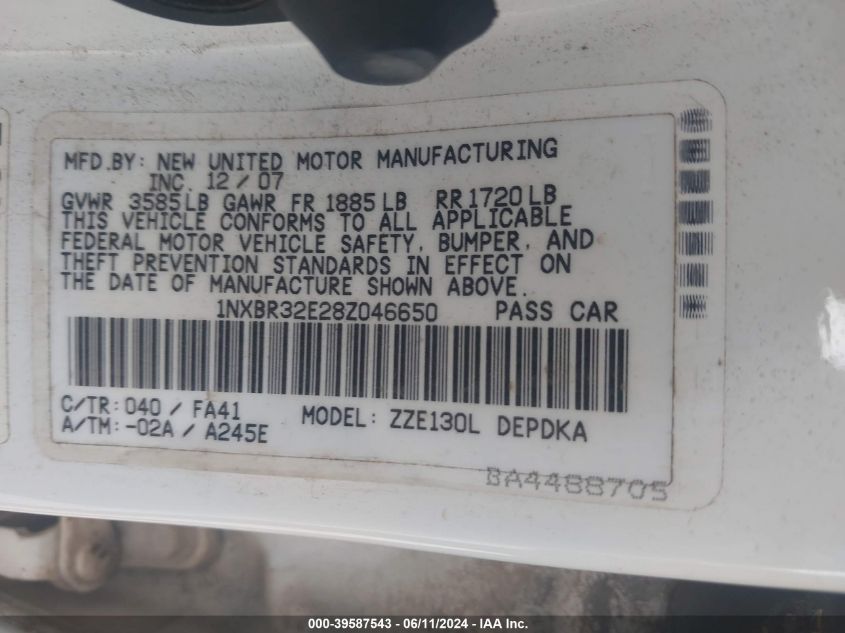 MFD.BY: NEW UNITED MOTOR MANUFACTURING
INC. 12/07
GVWR 3585LB GAWR FR 1885LB RR1720LB
THIS VEHICLE CONFORMS TO ALL APPLICABLE
FEDERAL MOTOR VEHICLE SAFETY, BUMPER, AND
THEFT PREVENTION STANDARDS IN EFFECT ON
THE DATE OF MANUFACTURE SHOWN ABOVE.
1NXBR32E28Z046650 PASS CAR
C/TR: 040 / FA41 MODEL: ZZE130L DEPDKA
A/TM: -02A / A245E
BA4488705
000-39587543 / 06/11/2024 - IAA Inc.